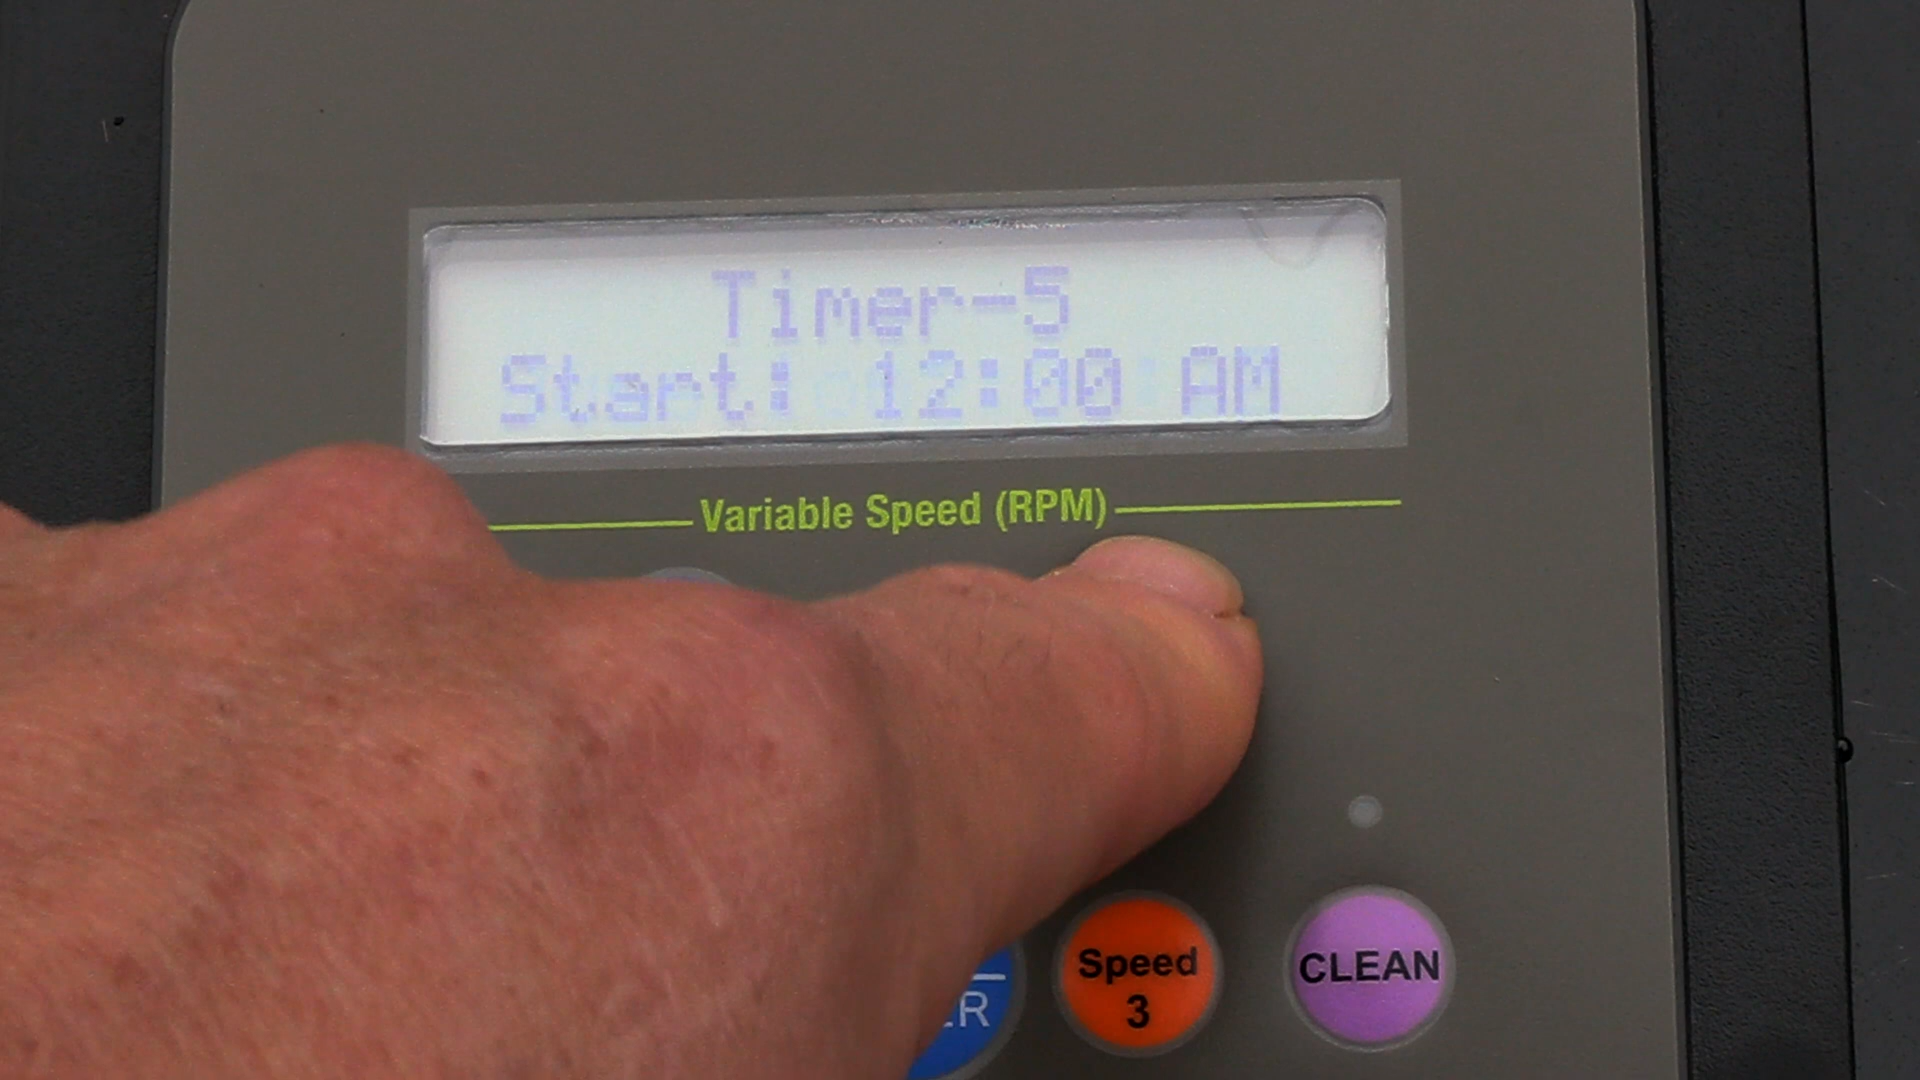 Timer-5
Start: 12:00 AM
Variable Speed (RPM)
Speed
3
CLEAN